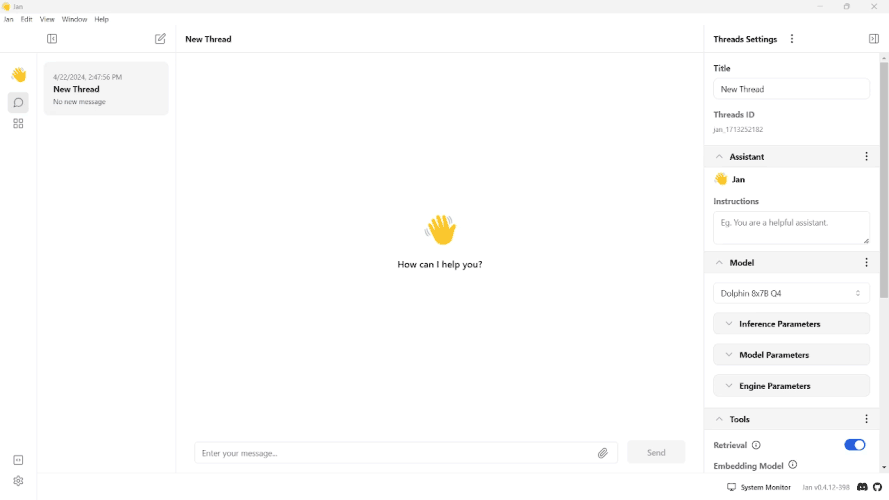 Jan
Jan Edit View Window Help
New Thread
Threads Settings
4/22/2024, 2:47:56 PM
New Thread
No new message
How can I help you?
Enter your message...
Send
Title
New Thread
Threads ID
jan_1713252182
Assistant
Jan
Instructions
Eg. You are a helpful assistant.
Model
Dolphin 8x7B Q4
Inference Parameters
Model Parameters
Engine Parameters
Tools
Retrieval
Embedding Model
System Monitor
Jan v0.4.12-398